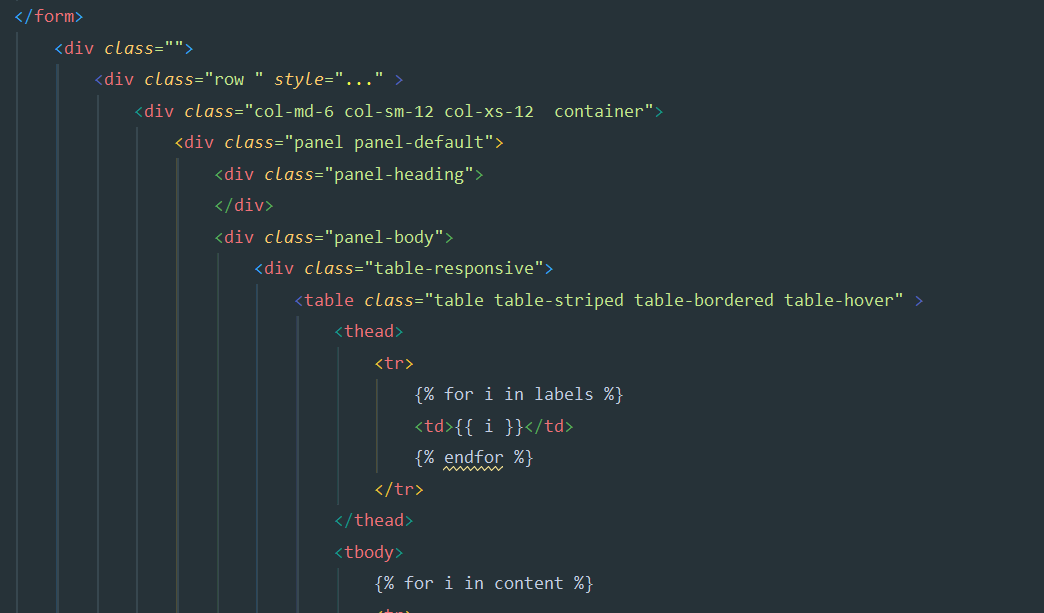 </form>
<div class="">
<div class="row " style="..." >
<div class="col-md-6 col-sm-12 col-xs-12  container">
<div class="panel panel-default">
<div class="panel-heading">
</div>
<div class="panel-body">
<div class="table-responsive">
<table class="table table-striped table-bordered table-hover" >
<thead>
<tr>
{% for i in labels %}
<td>{{ i }}</td>
{% endfor %}
</tr>
</thead>
<tbody>
{% for i in content %}
<tr>